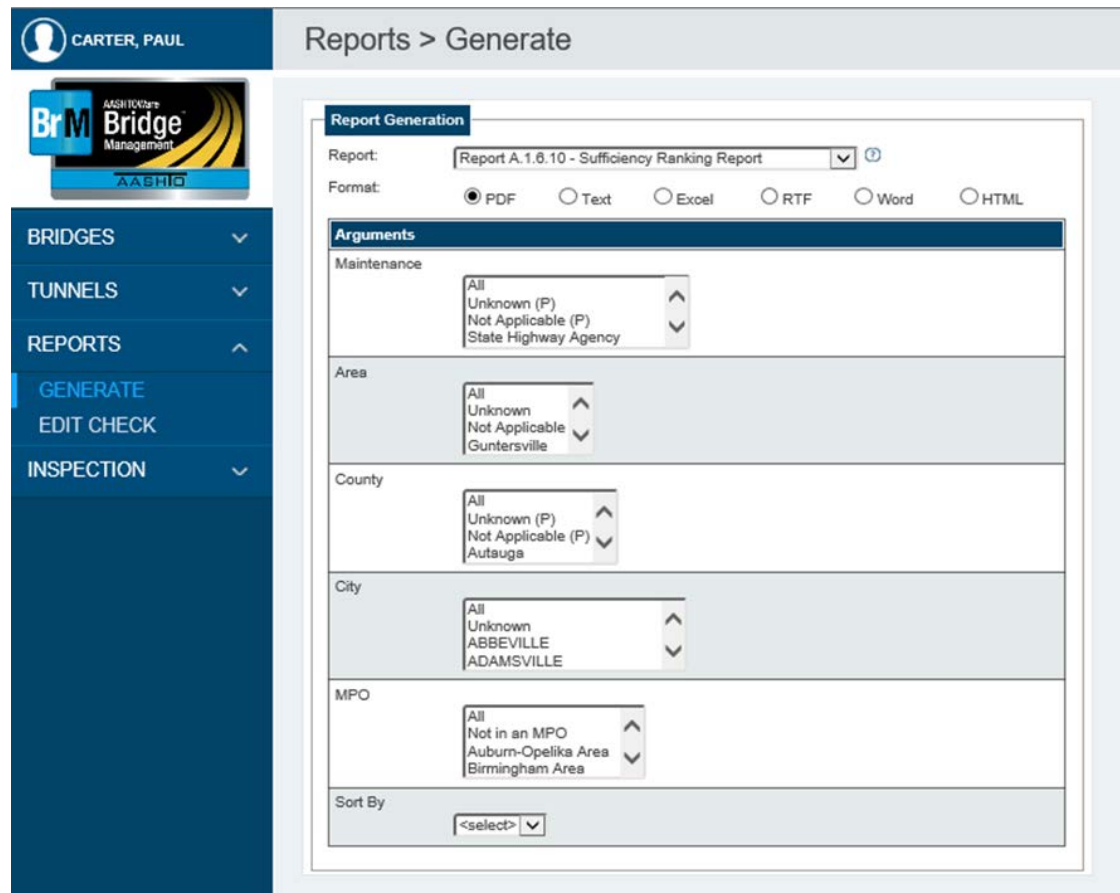 CARTER, PAUL
Reports > Generate
BrM
AASHTOWare
Bridge
Management
AASHTO
BRIDGES
TUNNELS
REPORTS
GENERATE
EDIT CHECK
INSPECTION
Report Generation
Report: Report A.1.6.10 - Sufficiency Ranking Report
Format: PDF Text Excel RTF Word HTML
Arguments
Maintenance
All
Unknown (P)
Not Applicable (P)
State Highway Agency
Area
All
Unknown
Not Applicable
Guntersville
County
All
Unknown (P)
Not Applicable (P)
Autauga
City
All
Unknown
ABBEVILLE
ADAMSVILLE
MPO
All
Not in an MPO
Auburn-Opelika Area
Birmingham Area
Sort By
<select>